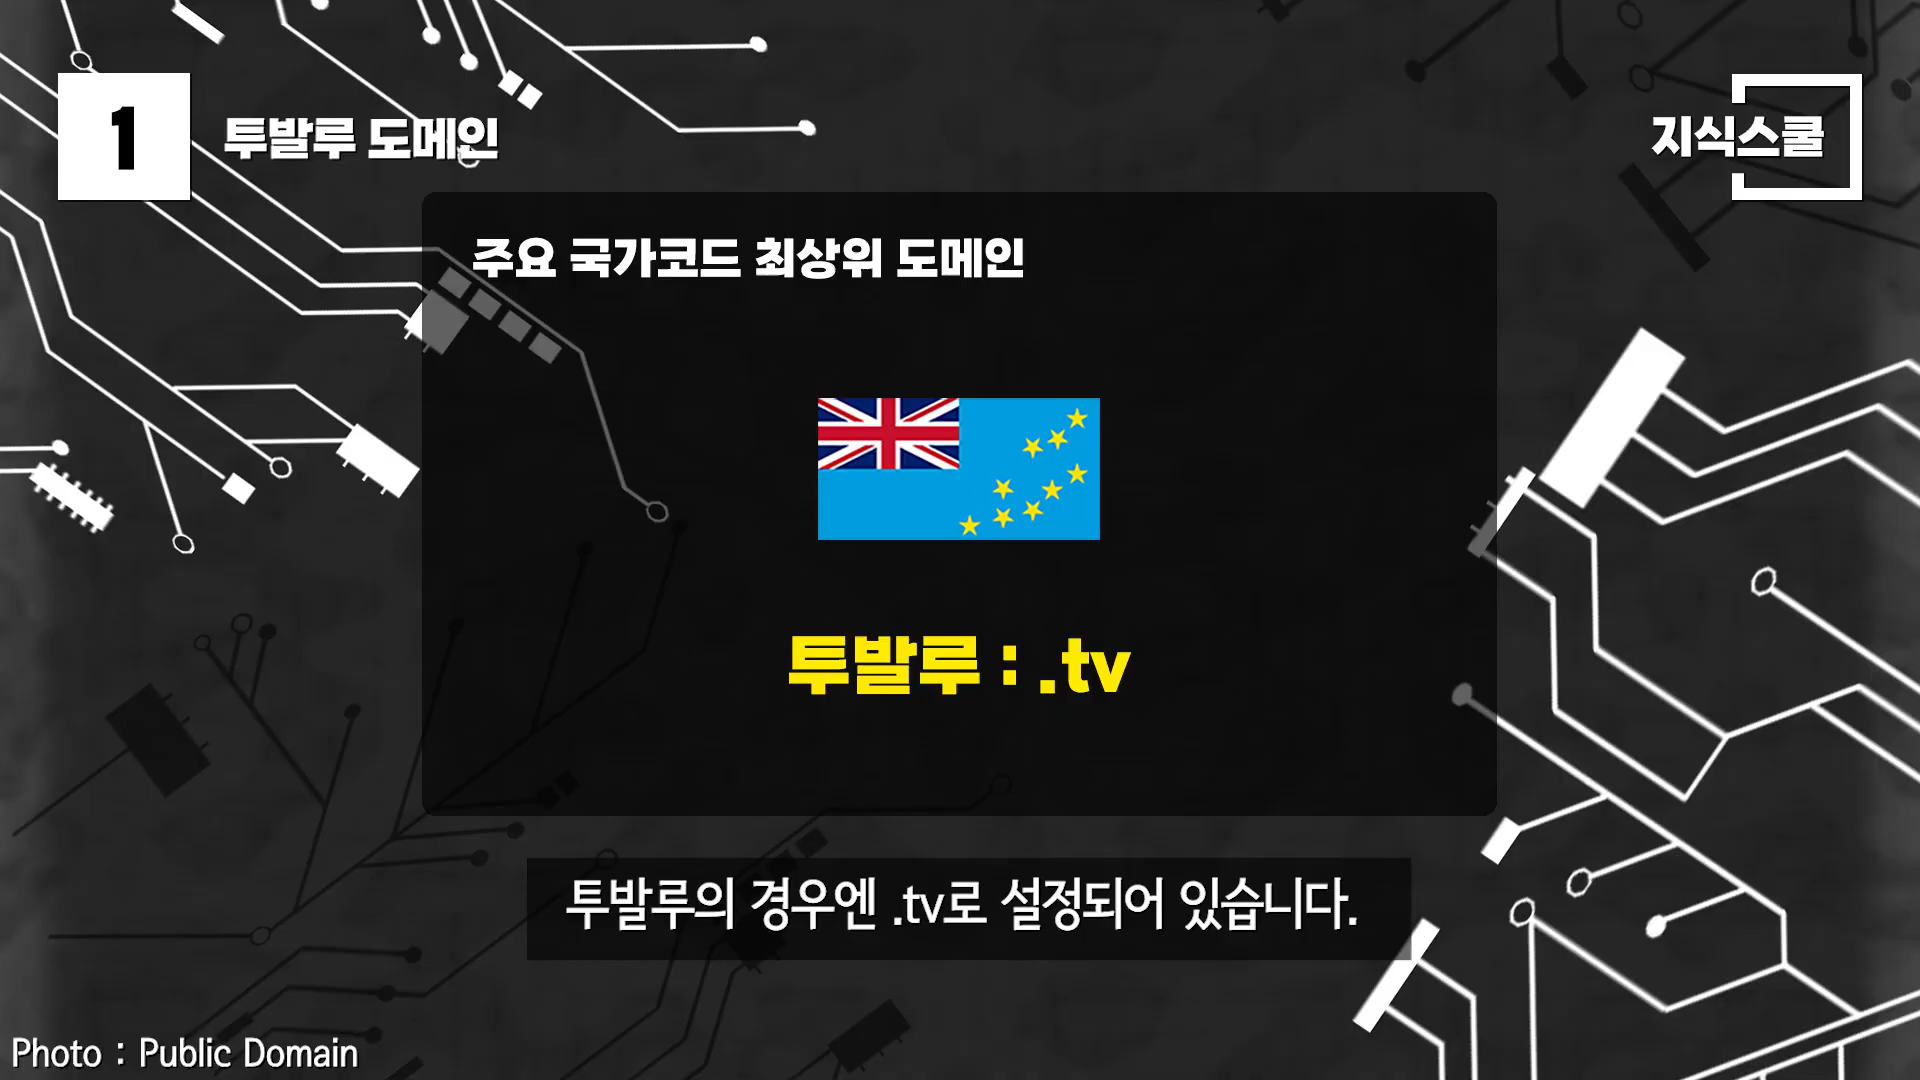 1
투발루 도메인
지식스쿨
주요 국가코드 최상위 도메인
투발루 : .tv
투발루의 경우엔 .tv로 설정되어 있습니다.
Photo : Public Domain